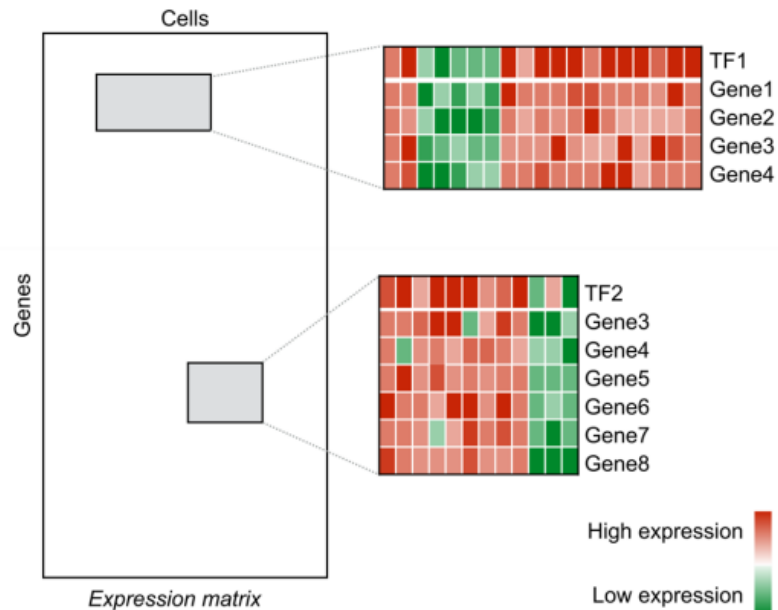 Cells
Genes
TF1
Gene1
Gene2
Gene3
Gene4
TF2
Gene3
Gene4
Gene5
Gene6
Gene7
Gene8
High expression
Low expression
Expression matrix